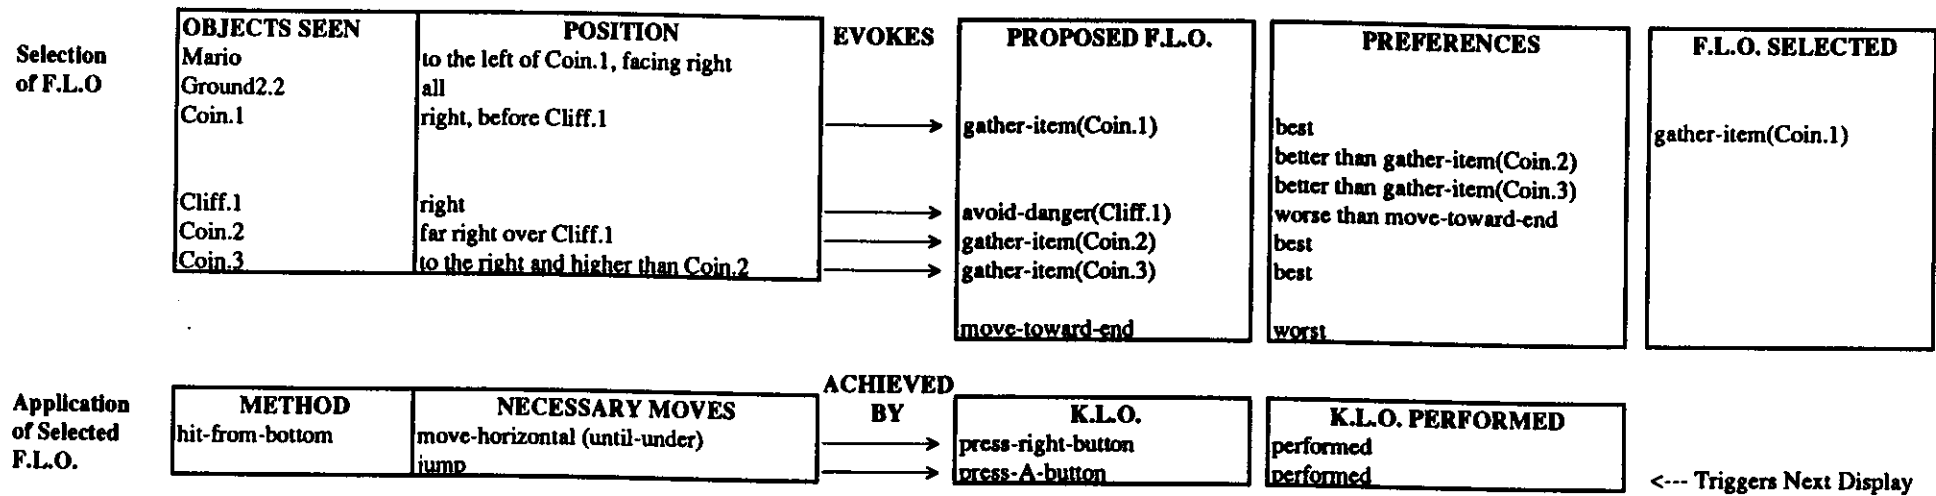 Selection of F.L.O
OBJECTS SEEN POSITION EVOKES PROPOSED F.L.O. PREFERENCES F.L.O. SELECTED
Mario to the left of Coin.1, facing right
Ground2.2 all
Coin.1 right, before Cliff.1 gather-item(Coin.1) best gather-item(Coin.1)
better than gather-item(Coin.2)
better than gather-item(Coin.3)
Cliff.1 right avoid-danger(Cliff.1) worse than move-toward-end
Coin.2 far right over Cliff.1 gather-item(Coin.2) best
Coin.3 to the right and higher than Coin.2 gather-item(Coin.3) best
move-toward-end worst
Application of Selected F.L.O.
METHOD NECESSARY MOVES ACHIEVED BY K.L.O. K.L.O. PERFORMED
hit-from-bottom move-horizontal (until-under) press-right-button performed
jump press-A-button performed
<--- Triggers Next Display